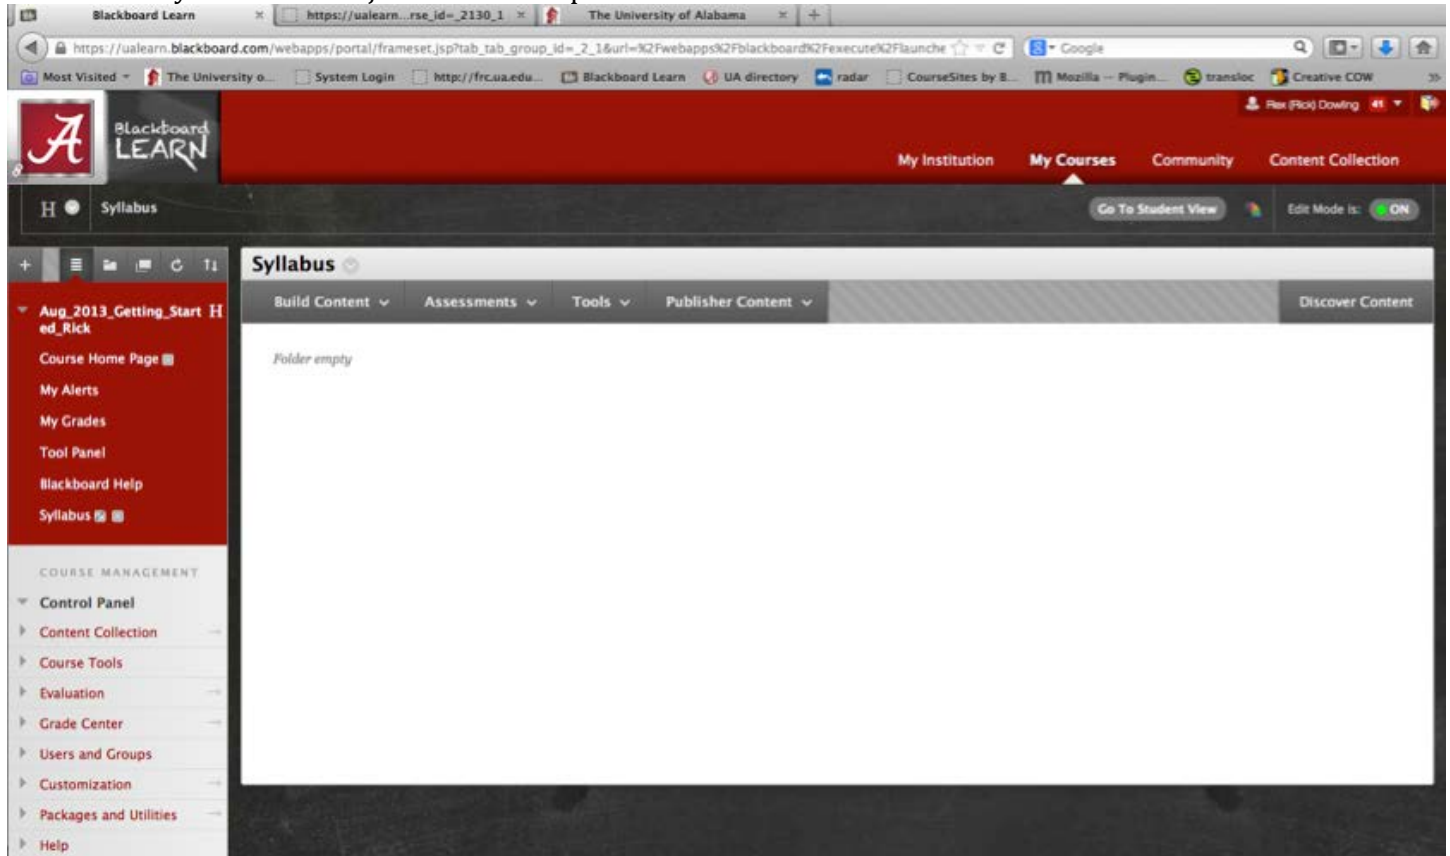 Blackboard Learn
https://ualearn...rse_id=_2130_1
The University of Alabama
https://ualearn.blackboard.com/webapps/portal/frameset.jsp?tab_tab_group_id=_2_1&url=%2Fwebapps%2Fblackboard%2Fexecute%2Flaunche
Google
Most Visited
The University o...
System Login
http://frc.ua.edu...
Blackboard Learn
UA directory
radar
CourseSites by B...
Mozilla — Plugin...
transloc
Creative COW
Rex (Rick) Dowling 41
A
Blackboard
LEARN
My Institution
My Courses
Community
Content Collection
H
Syllabus
Go To Student View
Edit Mode is: ON
Syllabus
Build Content
Assessments
Tools
Publisher Content
Discover Content
Aug_2013_Getting_Start
ed_Rick
H
Course Home Page
My Alerts
My Grades
Tool Panel
Blackboard Help
Syllabus
Folder empty
COURSE MANAGEMENT
Control Panel
Content Collection
Course Tools
Evaluation
Grade Center
Users and Groups
Customization
Packages and Utilities
Help